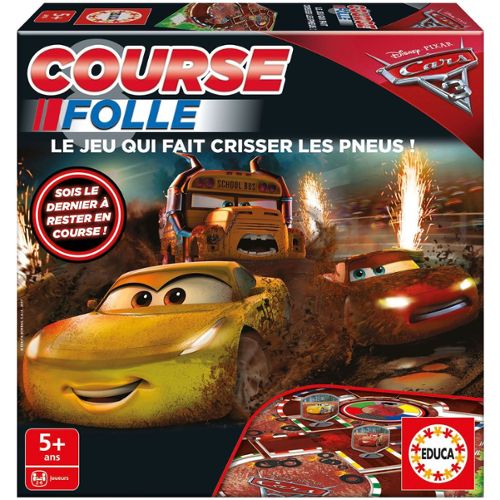 COURSE
FOLLE
LE JEU QUI FAIT CRISSER LES PNEUS !
Disney PIXAR
Cars
3
SOIS LE
DERNIER À
RESTER EN
COURSE !
SCHOOL BUS
5+
ans
Joueurs
EDUCA